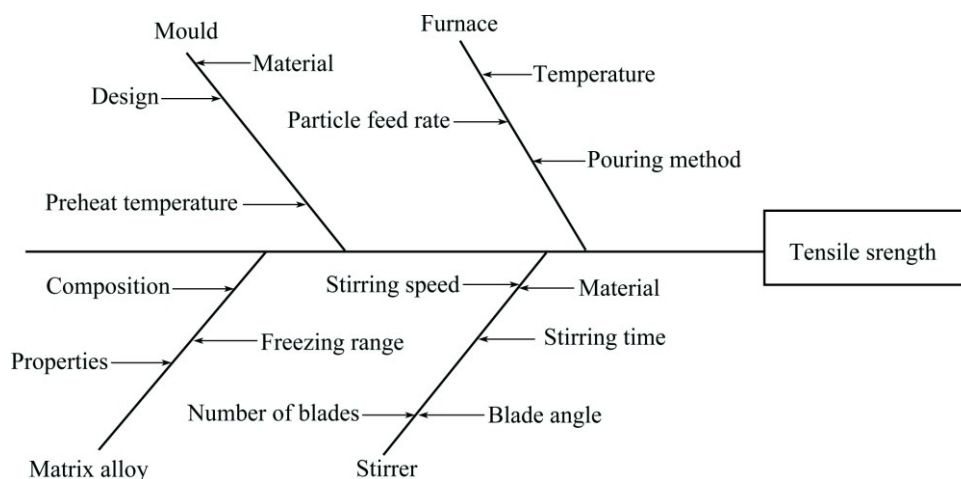 Mould
Furnace
Material
Temperature
Design
Particle feed rate
Pouring method
Preheat temperature
Tensile srength
Composition
Stirring speed
Material
Freezing range
Stirring time
Properties
Number of blades
Blade angle
Matrix alloy
Stirrer